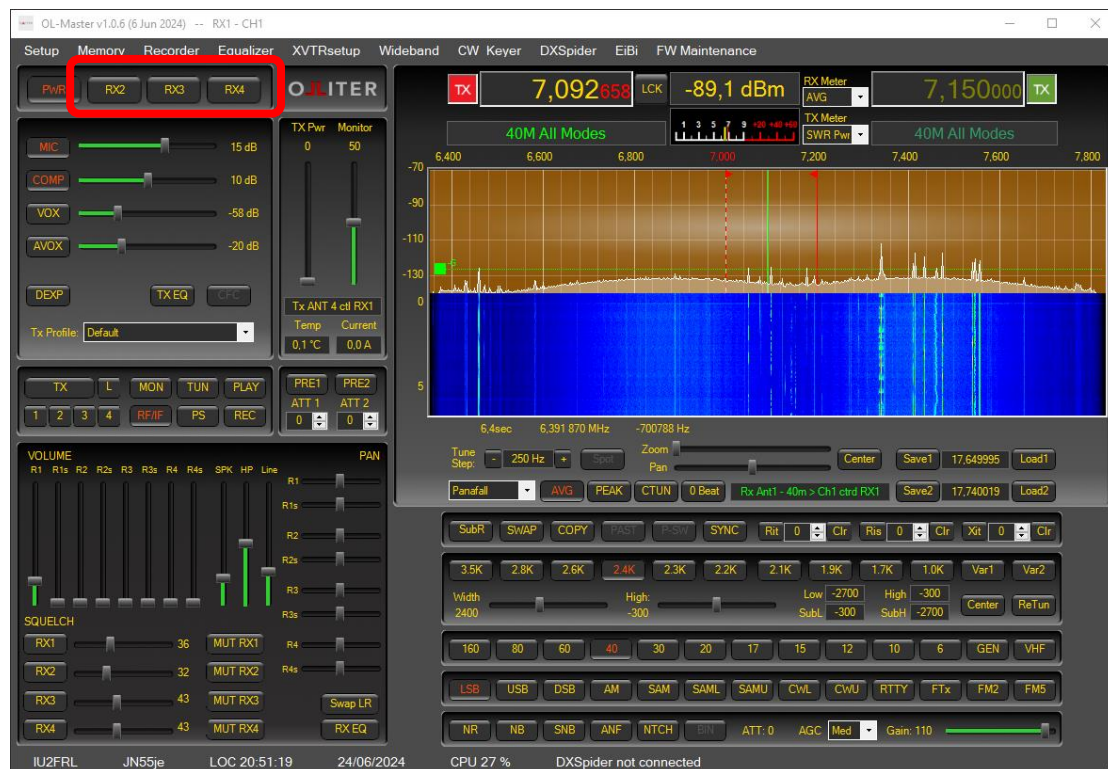 OL-Master v1.0.6 (6 Jun 2024) -- RX1 - CH1
Setup Memory Recorder Equalizer XVTRsetup Wideband CW Keyer DXSpider EiBi FW Maintenance
PWR RX2 RX3 RX4
OLLITER
TX 7,092658 LCK -89,1 dBm RX Meter AVG 7,150000 TX
40M All Modes 1 3 5 7 9 +20 +40 +60 TX Meter SWR Pwr 40M All Modes
MIC 15 dB
COMP 10 dB
VOX -58 dB
AVOX -20 dB
DEXP TX EQ CFC
Tx Profile: Default
TX Pwr Monitor
0 50
Tx ANT 4 ctl RX1
Temp Current
0,1 °C 0,0 A
6,400 6,600 6,800 7,000 7,200 7,400 7,600 7,800
-70
-90
-110
-G
-130
0
5
6,4sec 6,391 870 MHz -700788 Hz
TX L MON TUN PLAY
1 2 3 4 RF/IF PS REC
PRE1 PRE2
ATT 1 ATT 2
0 0
Tune Step: - 250 Hz + Spot Zoom Pan Center Save1 17,649995 Load1
Panafall AVG PEAK CTUN 0 Beat Rx Ant1 - 40m > Ch1 ctrd RX1 Save2 17,740019 Load2
VOLUME PAN
R1 R1s R2 R2s R3 R3s R4 R4s SPK HP Line
R1
R1s
R2
R2s
R3
R3s
R4
R4s
SQUELCH
RX1 36 MUT RX1
RX2 32 MUT RX2
RX3 43 MUT RX3
RX4 43 MUT RX4
Swap LR
RX EQ
SubR SWAP COPY PAST P-SW SYNC Rit 0 Clr Ris 0 Clr Xit 0 Clr
3.5K 2.8K 2.6K 2.4K 2.3K 2.2K 2.1K 1.9K 1.7K 1.0K Var1 Var2
Width 2400 High: -300 Low -2700 High -300
SubL -300 SubH -2700 Center ReTun
160 80 60 40 30 20 17 15 12 10 6 GEN VHF
LSB USB DSB AM SAM SAML SAMU CWL CWU RTTY FTx FM2 FM5
NR NB SNB ANF NTCH BIN ATT: 0 AGC Med Gain: 110
IU2FRL JN55je LOC 20:51:19 24/06/2024 CPU 27 % DXSpider not connected